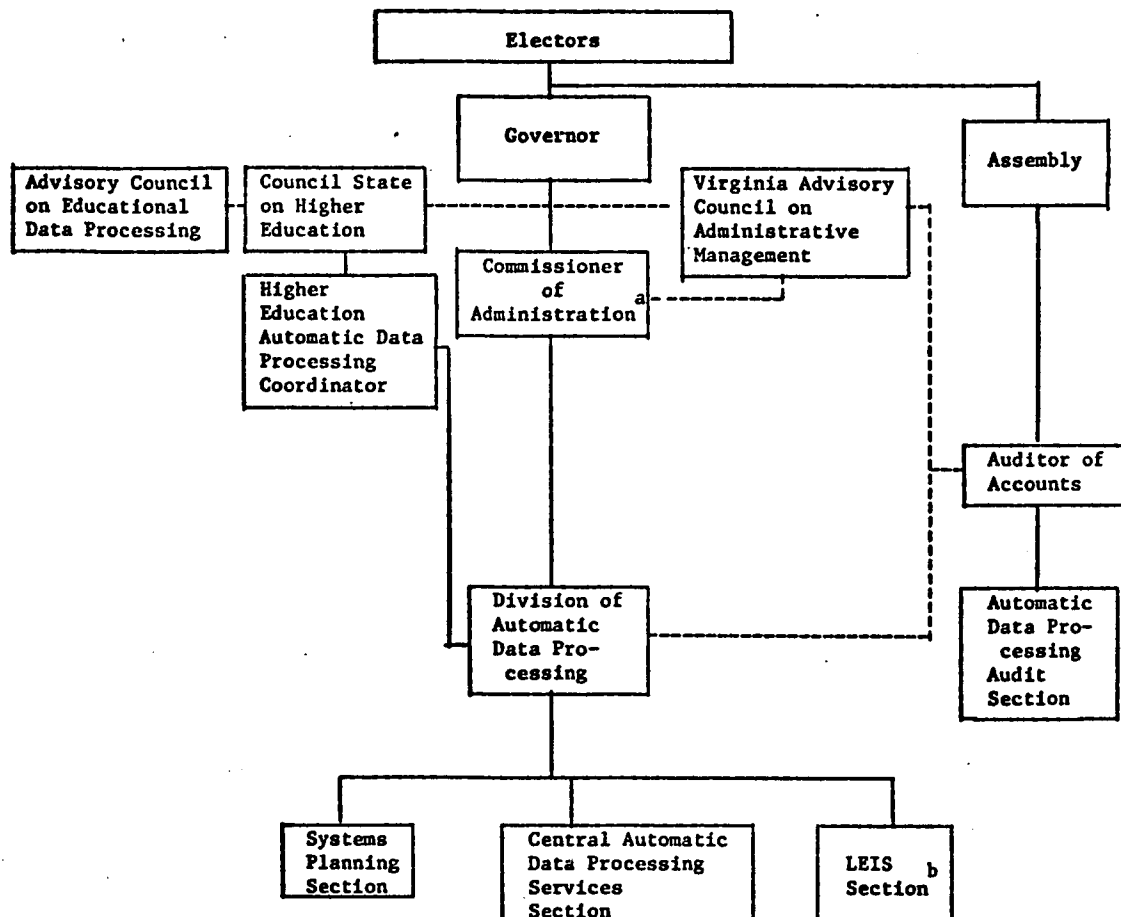 Electors
Governor
Assembly
Advisory Council
on Educational
Data Processing
Council State
on Higher
Education
Virginia Advisory
Council on
Administrative
Management
Commissioner
of
Administration a
Higher
Education
Automatic Data
Processing
Coordinator
Auditor of
Accounts
Division of
Automatic
Data Pro-
cessing
Automatic
Data Pro-
cessing
Audit
Section
Systems
Planning
Section
Central Automatic
Data Processing
Services
Section
LEIS b
Section